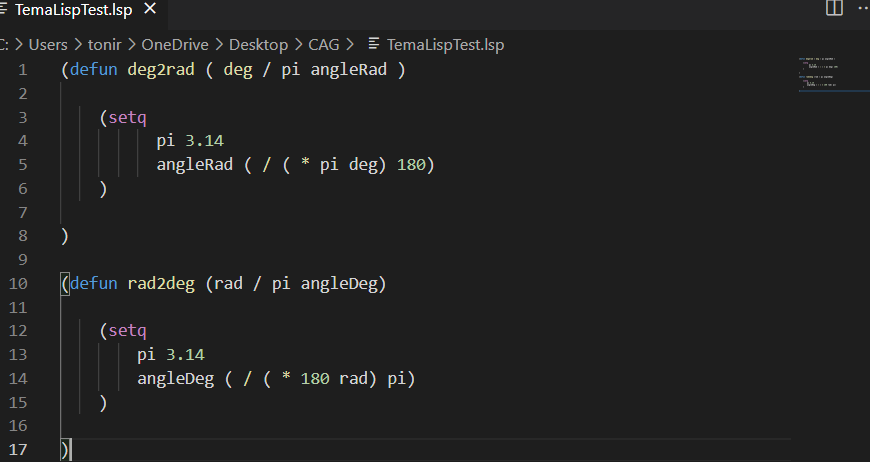 TemaLispTest.lsp
C: > Users > tonir > OneDrive > Desktop > CAG > TemaLispTest.lsp
1 (defun deg2rad ( deg / pi angleRad )
2
3 (setq
4 pi 3.14
5 angleRad ( / ( * pi deg) 180)
6 )
7
8 )
9
10 (defun rad2deg (rad / pi angleDeg)
11
12 (setq
13 pi 3.14
14 angleDeg ( / ( * 180 rad) pi)
15 )
16
17 )